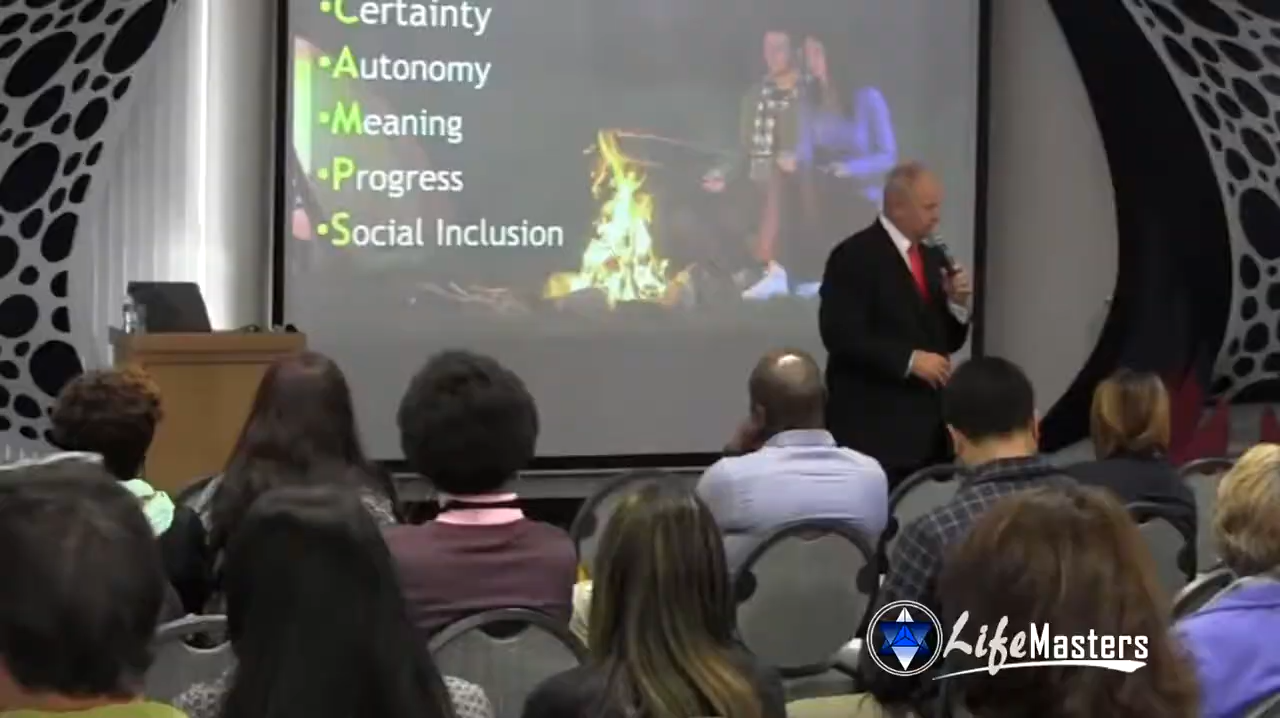 •Certainty
•Autonomy
•Meaning
•Progress
•Social Inclusion
LifeMasters